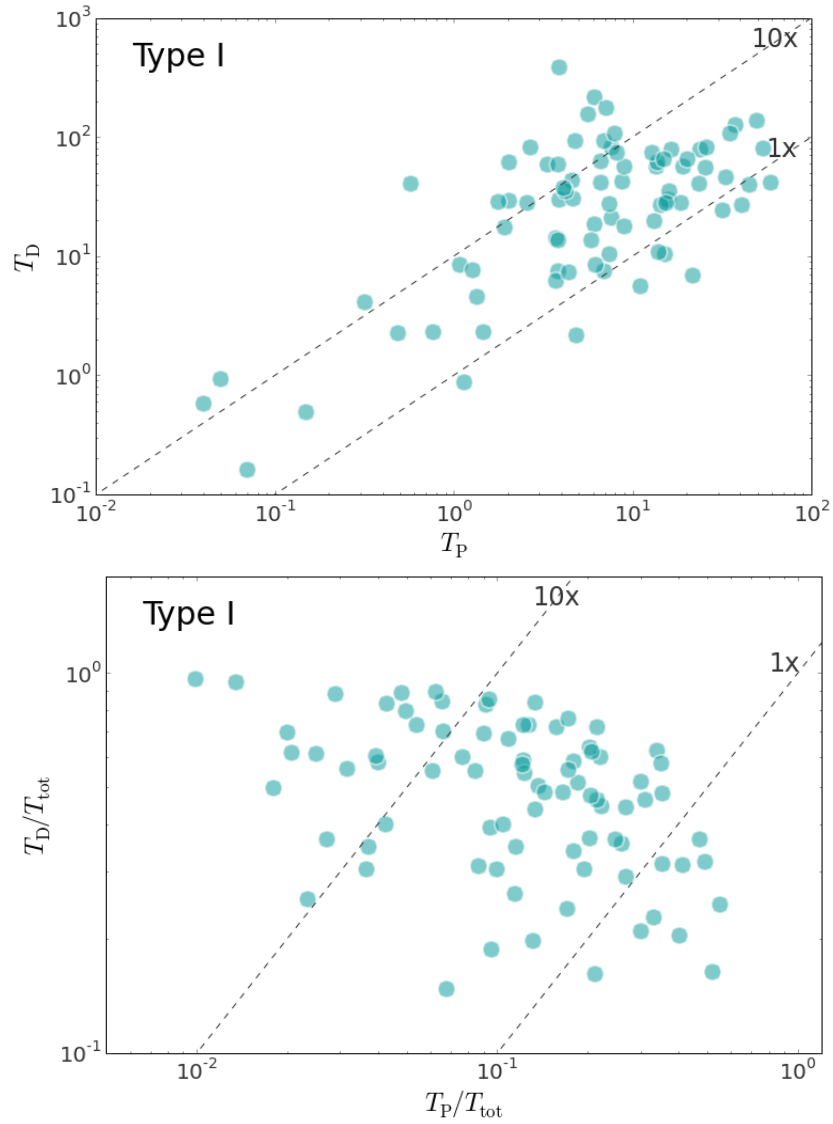 10³
Type I
10x
10²
1x
T_D
10¹
10⁰
10⁻¹
10⁻² 10⁻¹ 10⁰ 10¹ 10²
T_P
Type I
10x
1x
10⁰
T_D/T_tot
10⁻¹
10⁻² 10⁻¹ 10⁰
T_P/T_tot